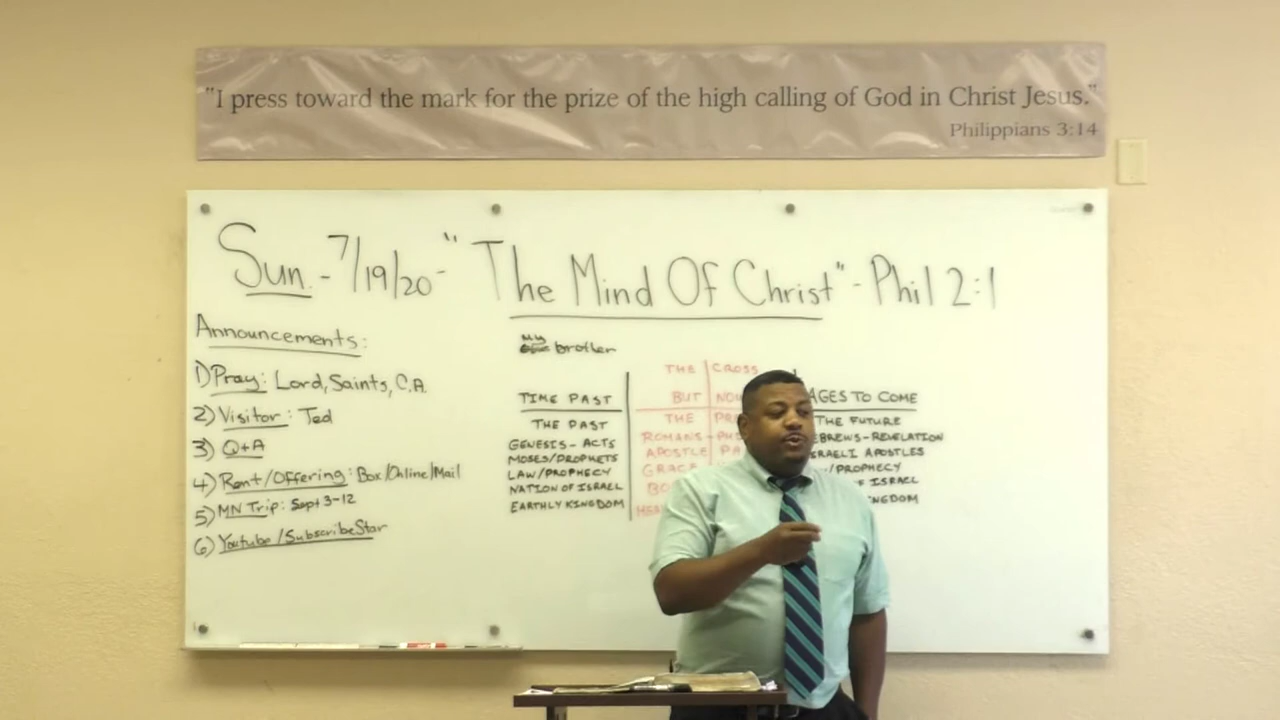 "I press toward the mark for the prize of the high calling of God in Christ Jesus."
Philippians 3:14
Sun. - 7/19/20 - "The Mind Of Christ" - Phil 2:1
Announcements:
1) Pray: Lord, Saints, C.A.
2) Visitor: Ted
3) Q+A
4) Rent/Offering: Box/Online/Mail
5) MN Trip: Sept 3-12
6) Youtube/SubscribeStar
My brother
TIME PAST
THE PAST
GENESIS - ACTS
MOSES/PROPHETS
LAW/PROPHECY
NATION OF ISRAEL
EARTHLY KINGDOM
THE CROSS
BUT NOW
THE
ROMANS -
APOSTLE
GRACE
AGES TO COME
THE FUTURE
HEBREWS - REVELATION
ISRAELI APOSTLES
/PROPHECY
ISRAEL